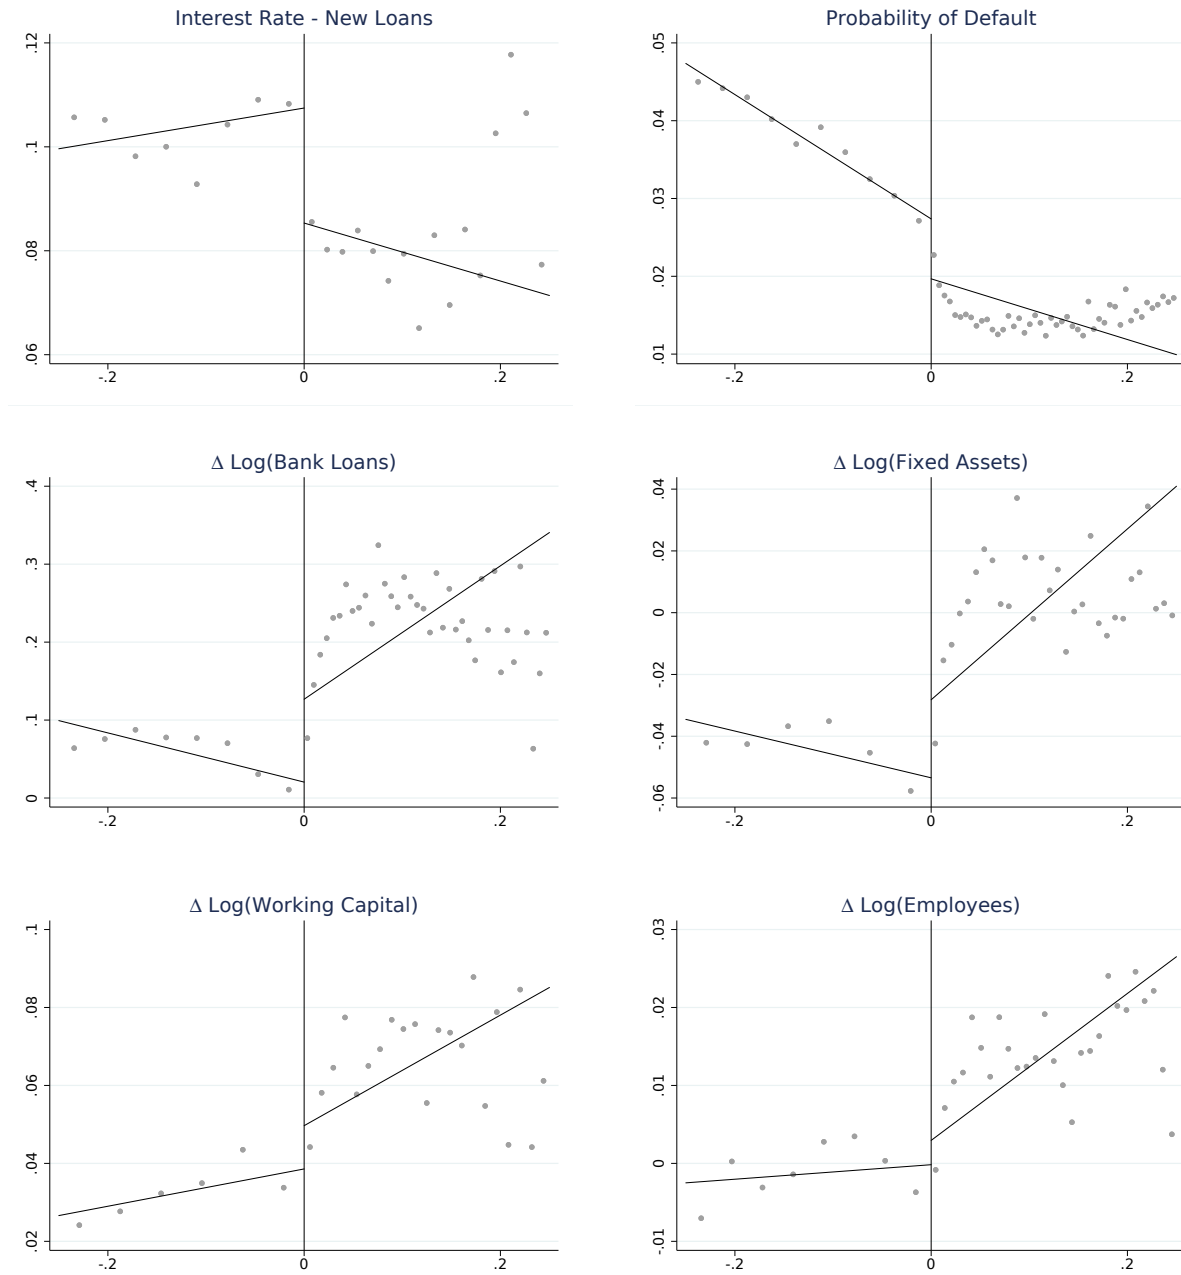 Interest Rate - New Loans
.12
.1
.08
.06
-.2 0 .2
Probability of Default
.05
.04
.03
.02
.01
-.2 0 .2
Δ Log(Bank Loans)
.4
.3
.2
.1
0
-.2 0 .2
Δ Log(Fixed Assets)
.04
.02
0
-.02
-.04
-.06
-.2 0 .2
Δ Log(Working Capital)
.1
.08
.06
.04
.02
-.2 0 .2
Δ Log(Employees)
.03
.02
.01
0
-.01
-.2 0 .2